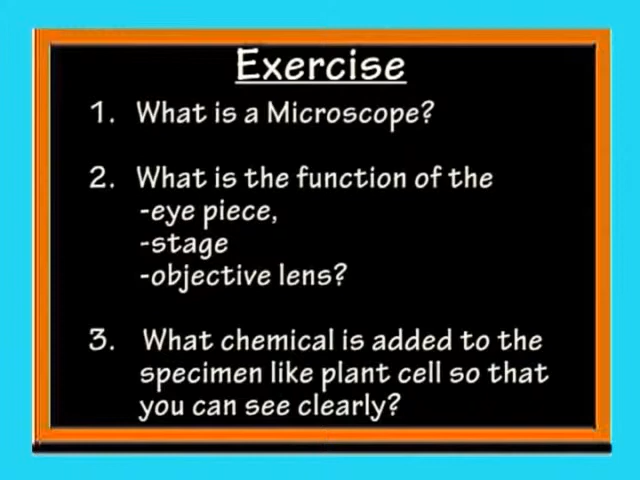 Exercise
1. What is a Microscope?
2. What is the function of the
-eye piece,
-stage
-objective lens?
3. What chemical is added to the
specimen like plant cell so that
you can see clearly?